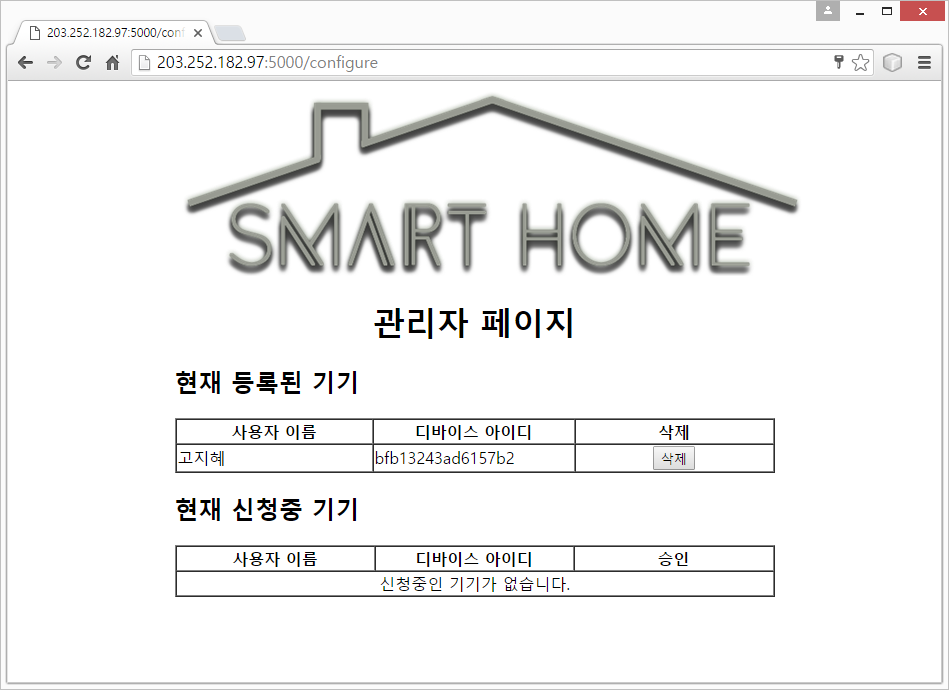 203.252.182.97:5000/conf
203.252.182.97:5000/configure
SMART HOME
관리자 페이지
현재 등록된 기기
사용자 이름 디바이스 아이디 삭제
고지혜 bfb13243ad6157b2 삭제
현재 신청중 기기
사용자 이름 디바이스 아이디 승인
신청중인 기기가 없습니다.